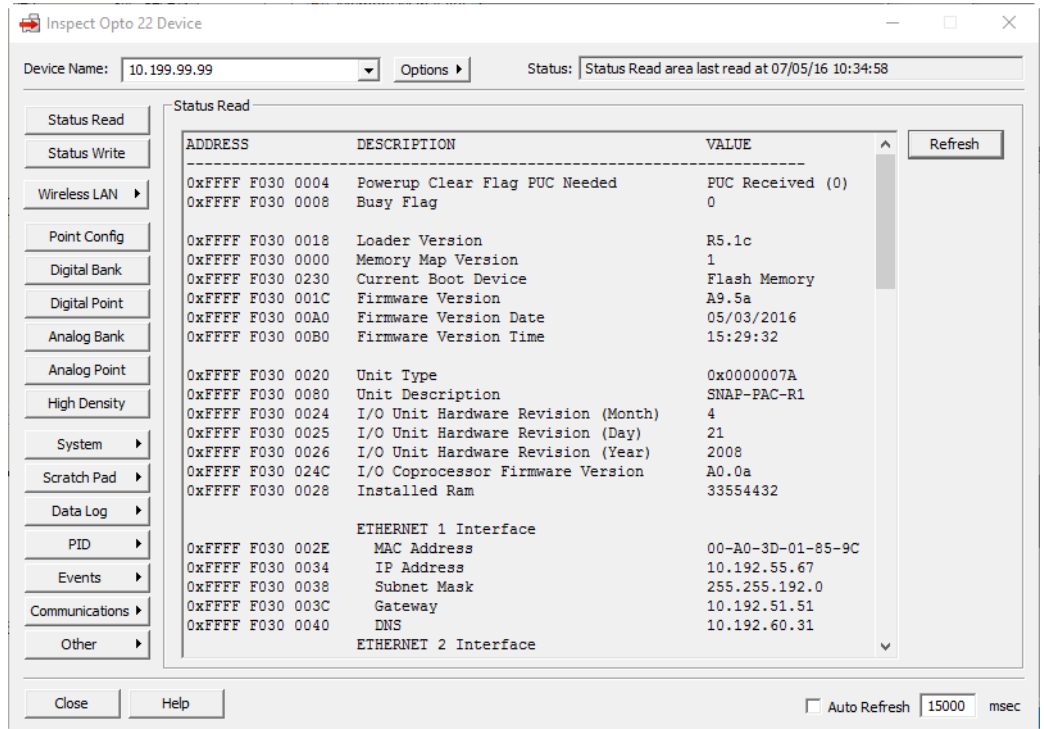 Inspect Opto 22 Device
Device Name: 10.199.99.99 Options Status: Status Read area last read at 07/05/16 10:34:58
Status Read
Status Write
Wireless LAN
Point Config
Digital Bank
Digital Point
Analog Bank
Analog Point
High Density
System
Scratch Pad
Data Log
PID
Events
Communications
Other
Status Read
ADDRESS DESCRIPTION VALUE
--------------------------------------------------------------------
0xFFFF F030 0004 Powerup Clear Flag PUC Needed PUC Received (0)
0xFFFF F030 0008 Busy Flag 0
0xFFFF F030 0018 Loader Version R5.1c
0xFFFF F030 0000 Memory Map Version 1
0xFFFF F030 0230 Current Boot Device Flash Memory
0xFFFF F030 001C Firmware Version A9.5a
0xFFFF F030 00A0 Firmware Version Date 05/03/2016
0xFFFF F030 00B0 Firmware Version Time 15:29:32
0xFFFF F030 0020 Unit Type 0x0000007A
0xFFFF F030 0080 Unit Description SNAP-PAC-R1
0xFFFF F030 0024 I/O Unit Hardware Revision (Month) 4
0xFFFF F030 0025 I/O Unit Hardware Revision (Day) 21
0xFFFF F030 0026 I/O Unit Hardware Revision (Year) 2008
0xFFFF F030 024C I/O Coprocessor Firmware Version A0.0a
0xFFFF F030 0028 Installed Ram 33554432
ETHERNET 1 Interface
0xFFFF F030 002E MAC Address 00-A0-3D-01-85-9C
0xFFFF F030 0034 IP Address 10.192.55.67
0xFFFF F030 0038 Subnet Mask 255.255.192.0
0xFFFF F030 003C Gateway 10.192.51.51
0xFFFF F030 0040 DNS 10.192.60.31
ETHERNET 2 Interface
Refresh
Close Help Auto Refresh 15000 msec